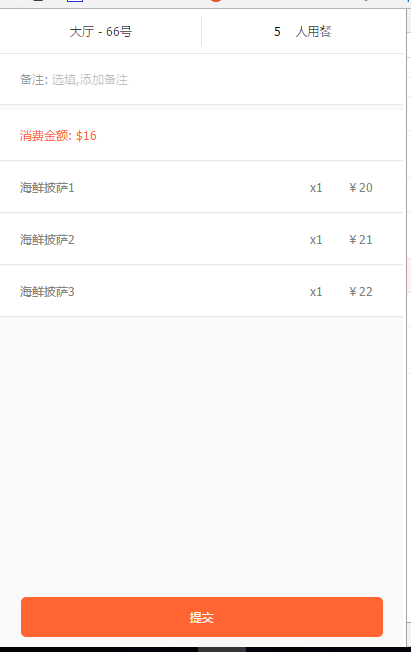 大厅 - 66号 5 人用餐
备注: 选填,添加备注
消费金额: $16
海鲜披萨1 x1 ¥20
海鲜披萨2 x1 ¥21
海鲜披萨3 x1 ¥22
提交